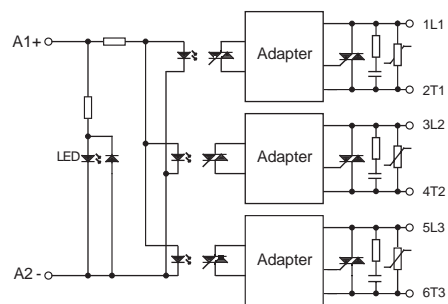 A1+
1L1
Adapter
2T1
3L2
LED
Adapter
4T2
5L3
Adapter
A2 -
6T3